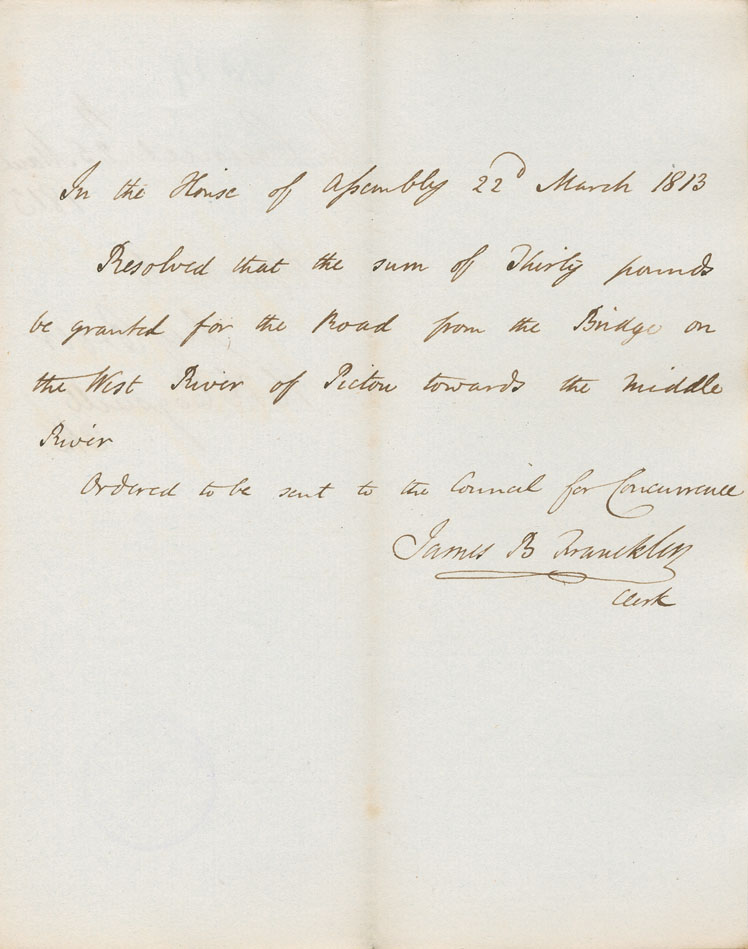 In the House of Assembly 22d March 1813
Resolved that the sum of Thirty pounds
be granted for the Road from the Bridge on
the West River of Pictou towards the Middle
River
Ordered to be sent to the Council for Concurrence
James B Franckklin
Clerk